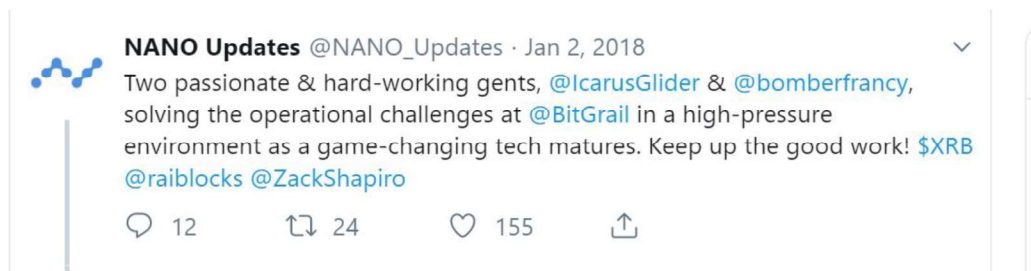 NANO Updates @NANO_Updates · Jan 2, 2018
Two passionate & hard-working gents, @IcarusGlider & @bomberfrancy,
solving the operational challenges at @BitGrail in a high-pressure
environment as a game-changing tech matures. Keep up the good work! $XRB
@raiblocks @ZackShapiro
12 24 155